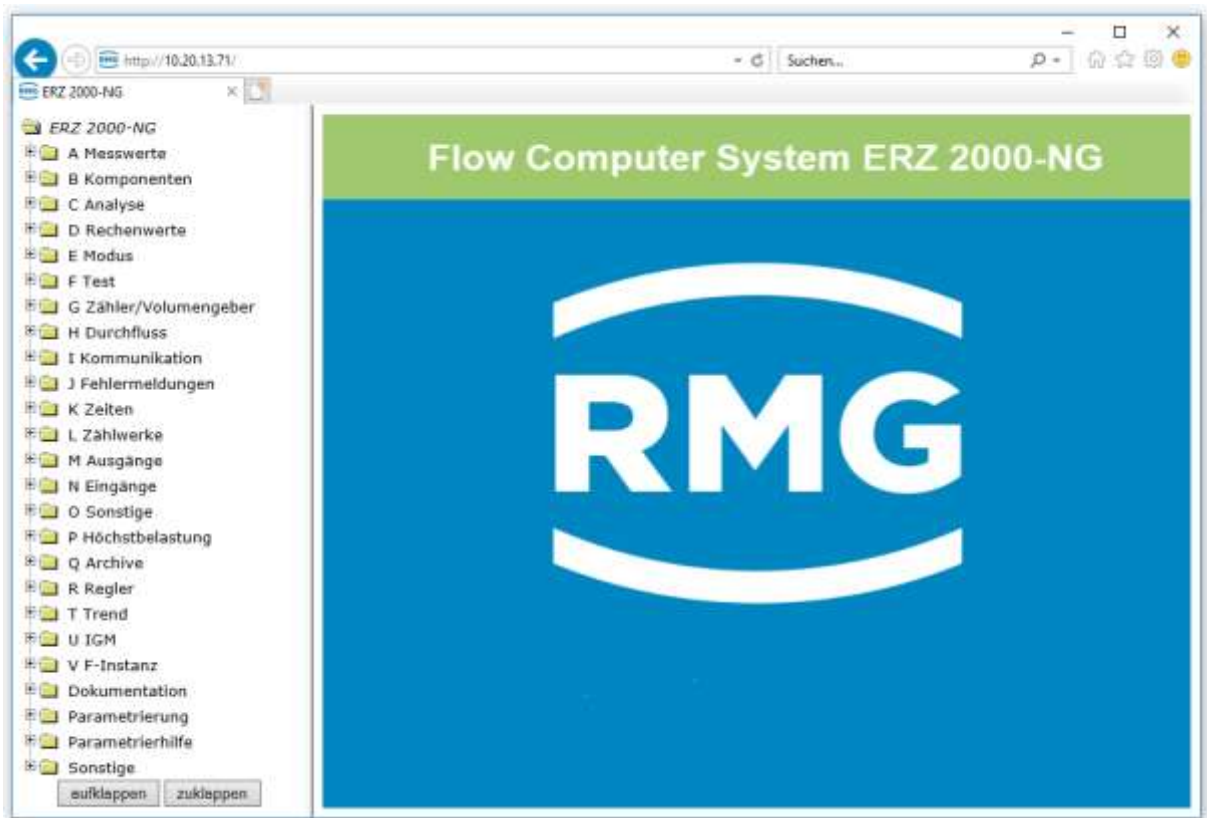 http://10.20.13.71/
Suchen...
ERZ 2000-NG
ERZ 2000-NG
A Messwerte
B Komponenten
C Analyse
D Rechenwerte
E Modus
F Test
G Zähler/Volumengeber
H Durchfluss
I Kommunikation
J Fehlermeldungen
K Zeiten
L Zählwerke
M Ausgänge
N Eingänge
O Sonstige
P Höchstbelastung
Q Archive
R Regler
T Trend
U IGM
V F-Instanz
Dokumentation
Parametrierung
Parametrierhilfe
Sonstige
aufklappen zuklappen
Flow Computer System ERZ 2000-NG
RMG